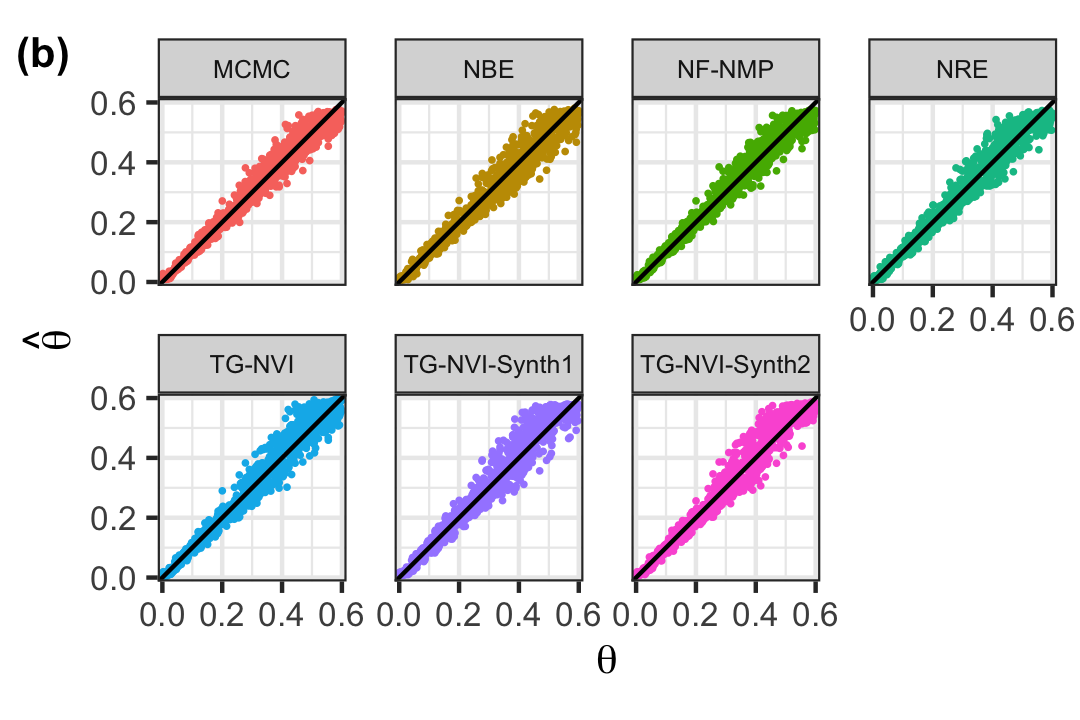 (b)
MCMC NBE NF-NMP NRE
0.6
0.4
0.2
0.0
0.0 0.2 0.4 0.6
θ̂
TG-NVI TG-NVI-Synth1 TG-NVI-Synth2
0.6
0.4
0.2
0.0
0.0 0.2 0.4 0.6 0.0 0.2 0.4 0.6 0.0 0.2 0.4 0.6
θ